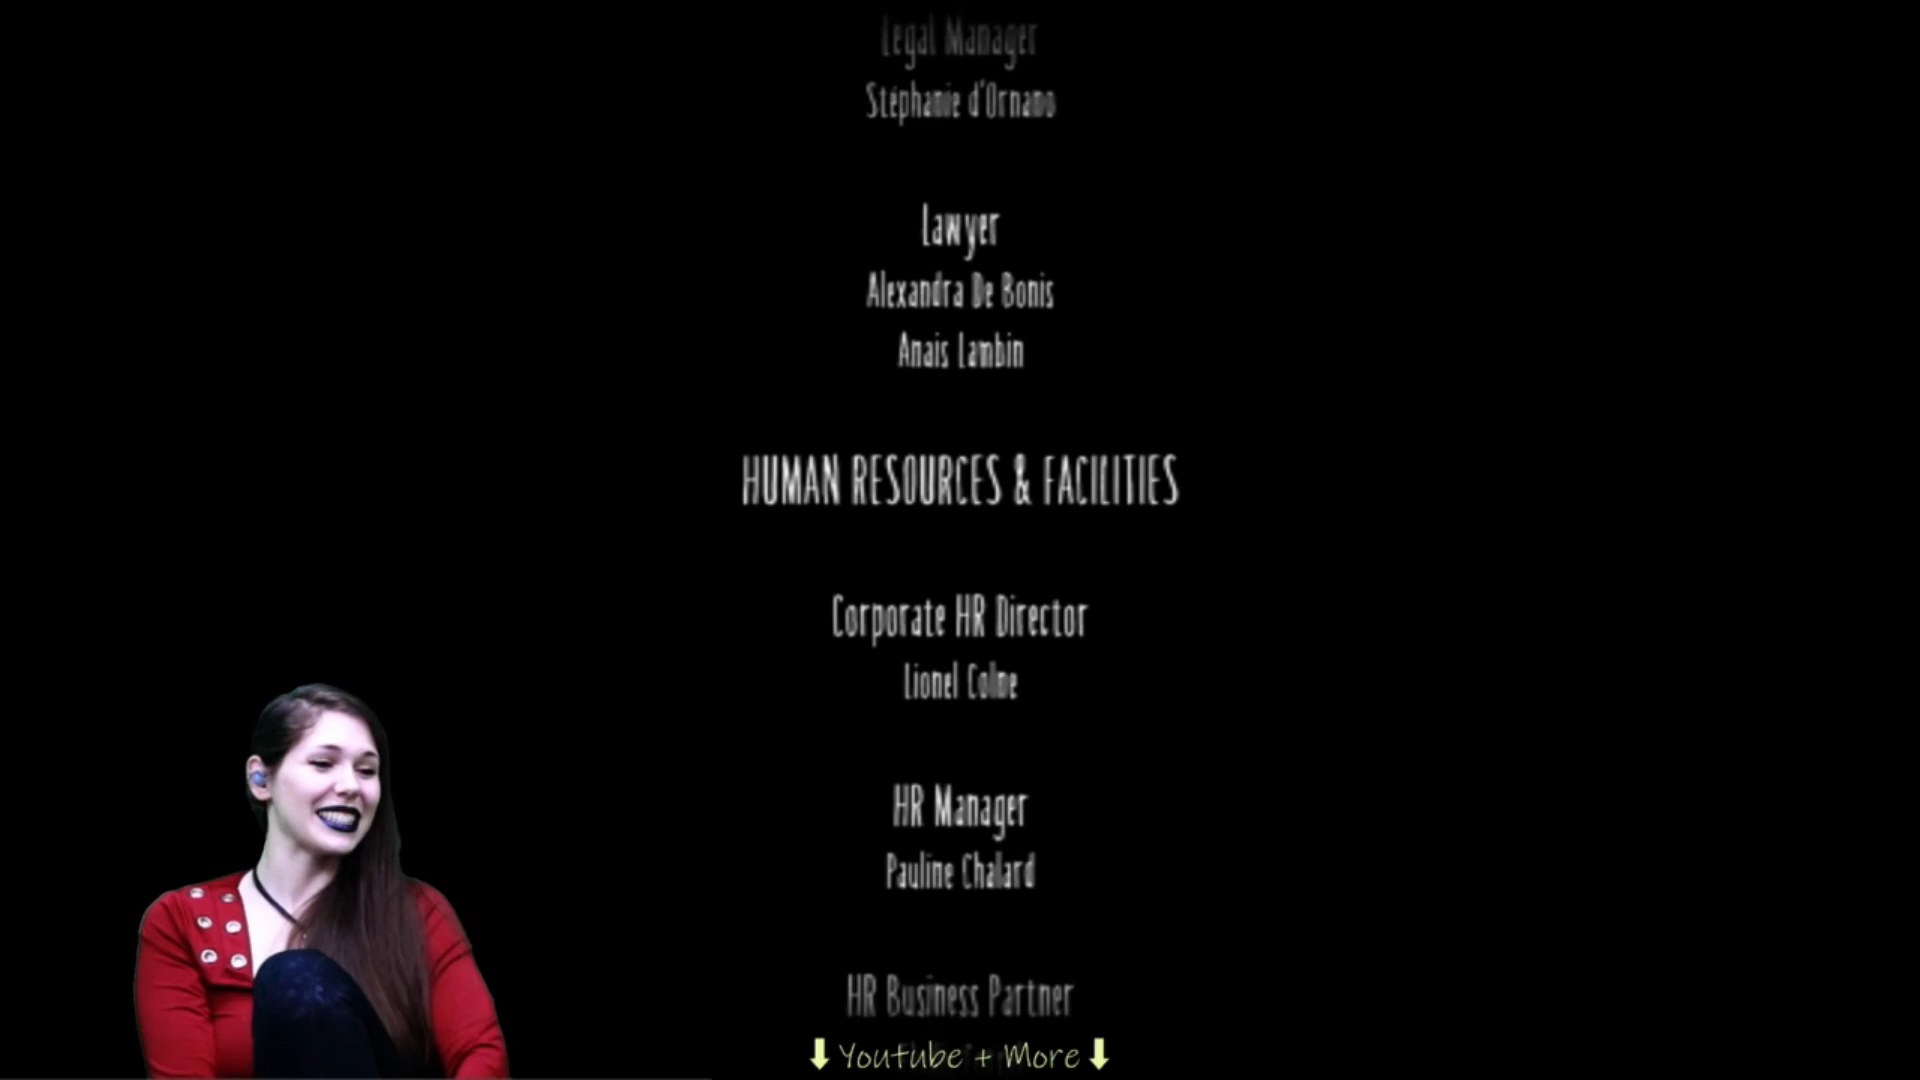 Legal Manager
Stéphanie d'Ornano
Lawyer
Alexandra De Bonis
Anais Lambin
HUMAN RESOURCES & FACILITIES
Corporate HR Director
Lionel Colme
HR Manager
Pauline Chalard
HR Business Partner
⬇ Youtube + More ⬇